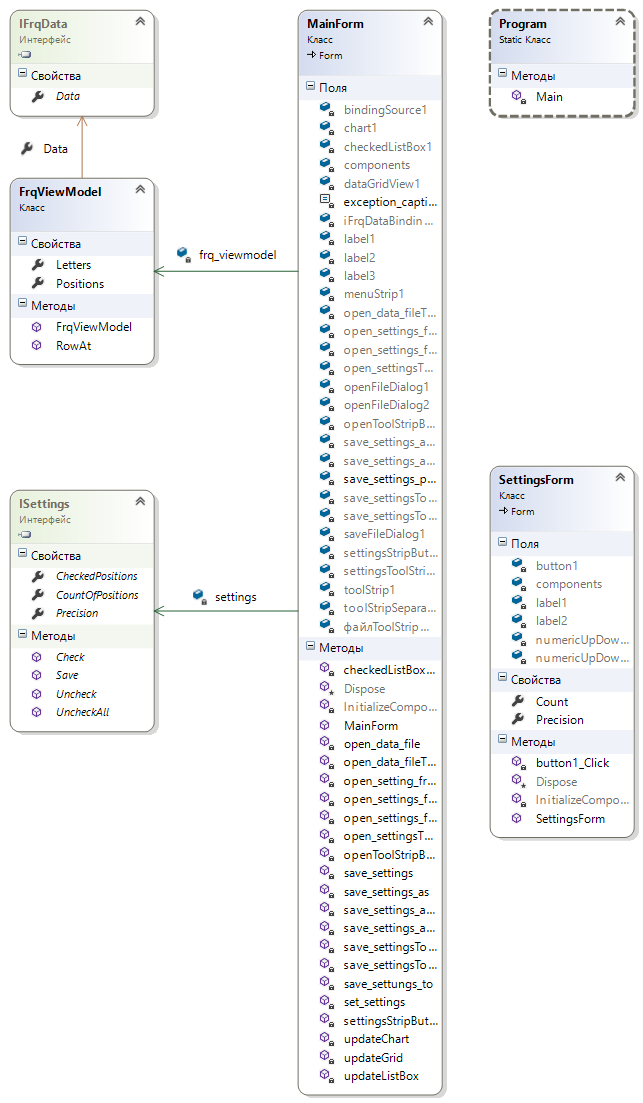 IFrqData
Интерфейс
Свойства
Data
Data
FrqViewModel
Класс
Свойства
Letters
Positions
Методы
FrqViewModel
RowAt
frq_viewmodel
ISettings
Интерфейс
Свойства
CheckedPositions
CountOfPositions
Precision
Методы
Check
Save
Uncheck
UncheckAll
settings
MainForm
Класс
Form
Поля
bindingSource1
chart1
checkedListBox1
components
dataGridView1
exception_capti...
iFrqDataBindin...
label1
label2
label3
menuStrip1
open_data_fileT...
open_settings_f...
open_settings_f...
open_settingsT...
openFileDialog1
openFileDialog2
openToolStripB...
save_settings_a...
save_settings_a...
save_settings_p...
save_settingsTo...
save_settingsTo...
saveFileDialog1
settingsStripBut...
settingsToolStri...
toolStrip1
toolStripSepara...
файлToolStrip...
Методы
checkedListBox...
Dispose
InitializeCompo...
MainForm
open_data_file
open_data_fileT...
open_setting_fr...
open_settings_f...
open_settings_f...
open_settingsT...
openToolStripB...
save_settings
save_settings_as
save_settings_a...
save_settings_a...
save_settingsTo...
save_settingsTo...
save_settungs_to
set_settings
settingsStripBut...
updateChart
updateGrid
updateListBox
Program
Static Класс
Методы
Main
SettingsForm
Класс
Form
Поля
button1
components
label1
label2
numericUpDow...
numericUpDow...
Свойства
Count
Precision
Методы
button1_Click
Dispose
InitializeCompo...
SettingsForm